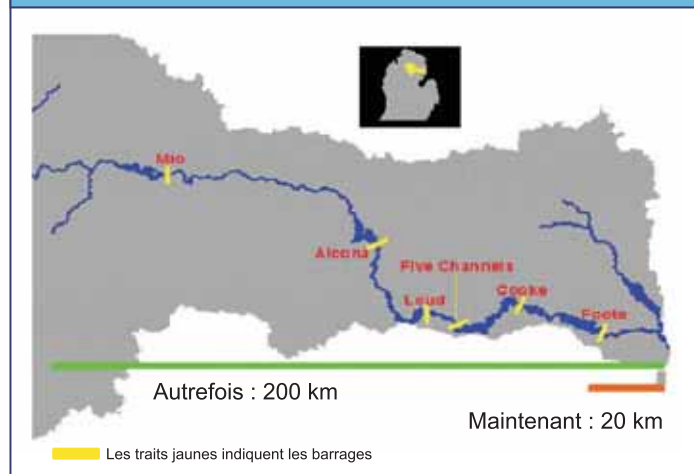 Mio
Alcona
Five Channels
Cooke
Loud
Foote
Autrefois : 200 km
Maintenant : 20 km
Les traits jaunes indiquent les barrages